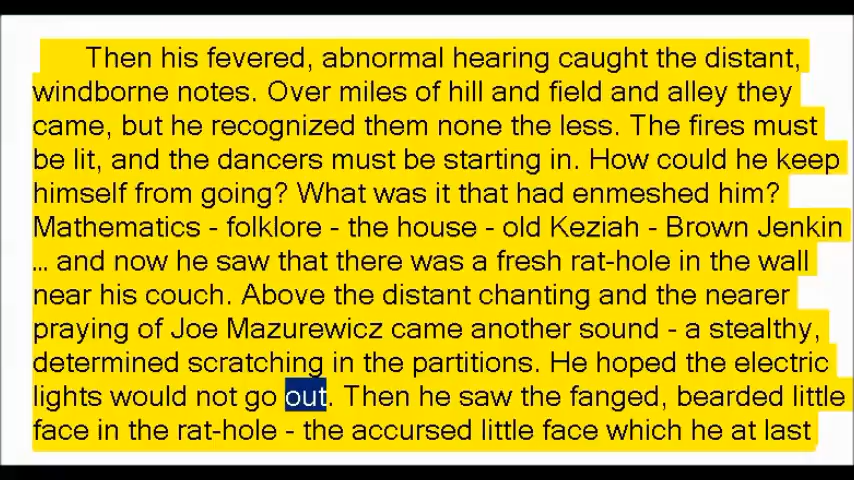 Then his fevered, abnormal hearing caught the distant,
windborne notes. Over miles of hill and field and alley they
came, but he recognized them none the less. The fires must
be lit, and the dancers must be starting in. How could he keep
himself from going? What was it that had enmeshed him?
Mathematics - folklore - the house - old Keziah - Brown Jenkin
... and now he saw that there was a fresh rat-hole in the wall
near his couch. Above the distant chanting and the nearer
praying of Joe Mazurewicz came another sound - a stealthy,
determined scratching in the partitions. He hoped the electric
lights would not go out. Then he saw the fanged, bearded little
face in the rat-hole - the accursed little face which he at last